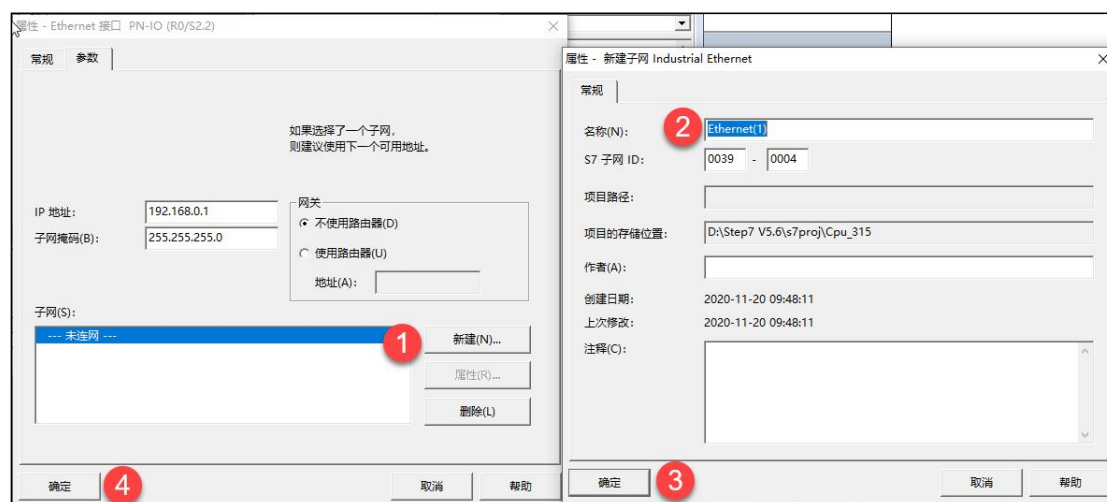 属性 - Ethernet 接口  PN-IO (R0/S2.2)
常规
参数
如果选择了一个子网,
则建议使用下一个可用地址。
IP 地址:
192.168.0.1
子网掩码(B):
255.255.255.0
网关
不使用路由器(D)
使用路由器(U)
地址(A):
子网(S):
--- 未连网 ---
1
新建(N)...
属性(R)...
删除(L)
确定
4
取消
帮助
属性 -  新建子网 Industrial Ethernet
常规
名称(N):
2
Ethernet(1)
S7 子网 ID:
0039 - 0004
项目路径:
项目的存储位置:
D:\Step7 V5.6\s7proj\Cpu_315
作者(A):
创建日期:
2020-11-20 09:48:11
上次修改:
2020-11-20 09:48:11
注释(C):
确定
3
取消
帮助